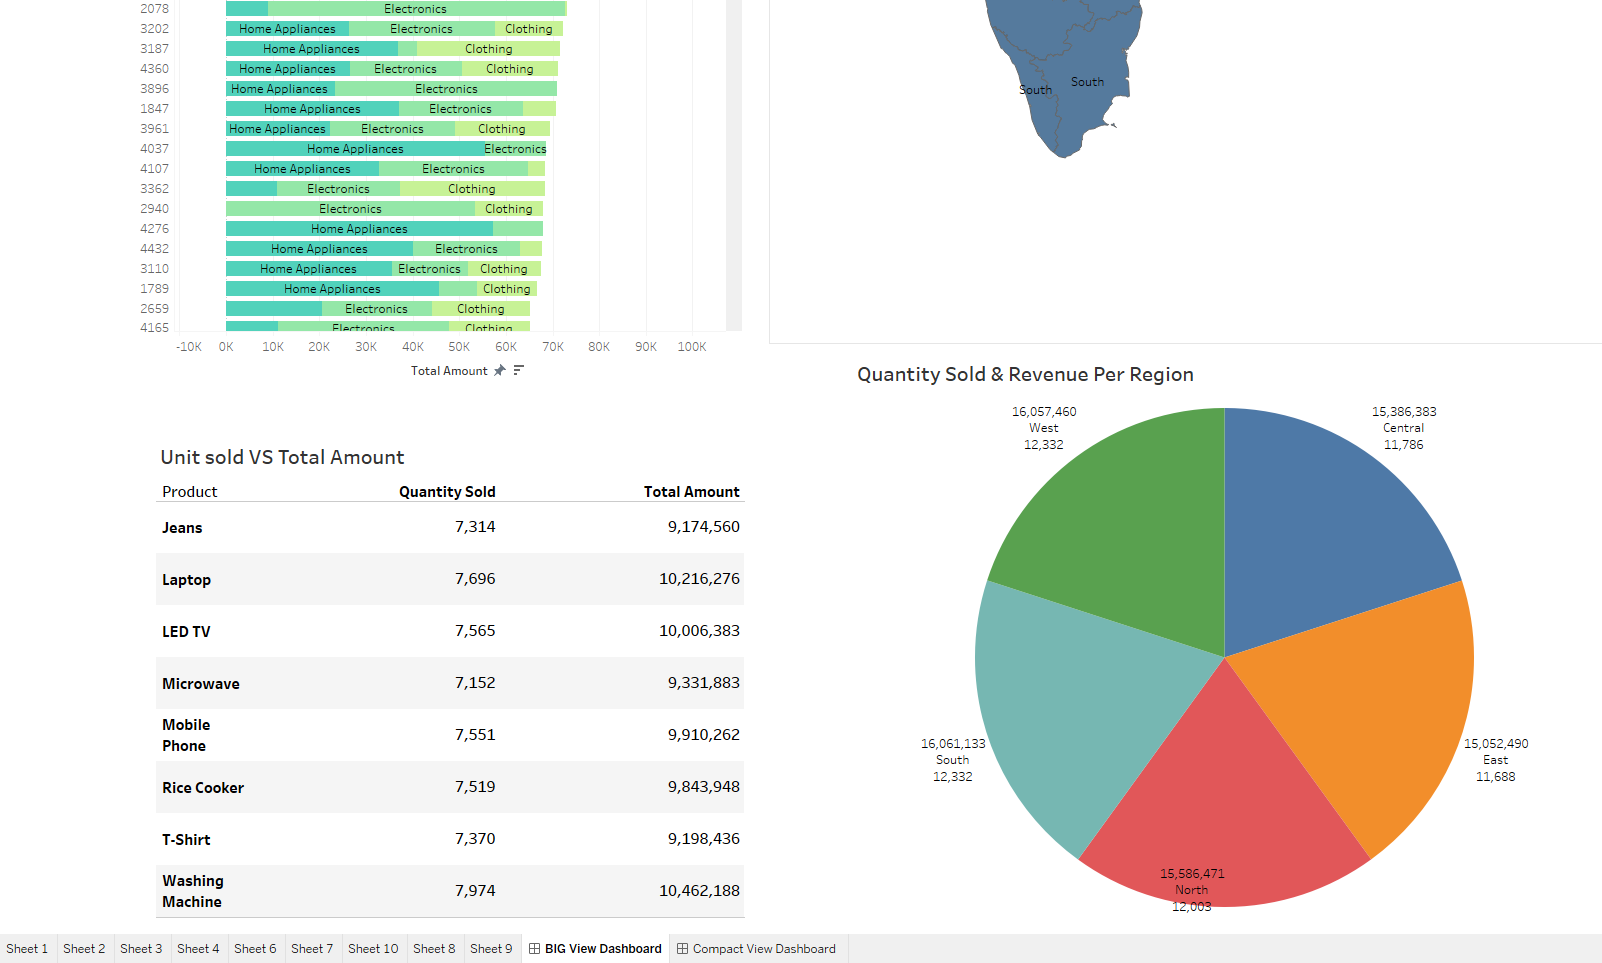 2078 Electronics
3202 Home Appliances Electronics Clothing
3187 Home Appliances Clothing
4360 Home Appliances Electronics Clothing
3896 Home Appliances Electronics
1847 Home Appliances Electronics
3961 Home Appliances Electronics Clothing
4037 Home Appliances Electronics
4107 Home Appliances Electronics
3362 Electronics Clothing
2940 Electronics Clothing
4276 Home Appliances
4432 Home Appliances Electronics
3110 Home Appliances Electronics Clothing
1789 Home Appliances Clothing
2659 Electronics Clothing
4165 Electronics Clothing
-10K 0K 10K 20K 30K 40K 50K 60K 70K 80K 90K 100K
Total Amount
South
South
Unit sold VS Total Amount
Product Quantity Sold Total Amount
Jeans 7,314 9,174,560
Laptop 7,696 10,216,276
LED TV 7,565 10,006,383
Microwave 7,152 9,331,883
Mobile
Phone 7,551 9,910,262
Rice Cooker 7,519 9,843,948
T-Shirt 7,370 9,198,436
Washing
Machine 7,974 10,462,188
Quantity Sold & Revenue Per Region
16,057,460
West
12,332
15,386,383
Central
11,786
16,061,133
South
12,332
15,052,490
East
11,688
15,586,471
North
12,003
Sheet 1 Sheet 2 Sheet 3 Sheet 4 Sheet 6 Sheet 7 Sheet 10 Sheet 8 Sheet 9 BIG View Dashboard Compact View Dashboard